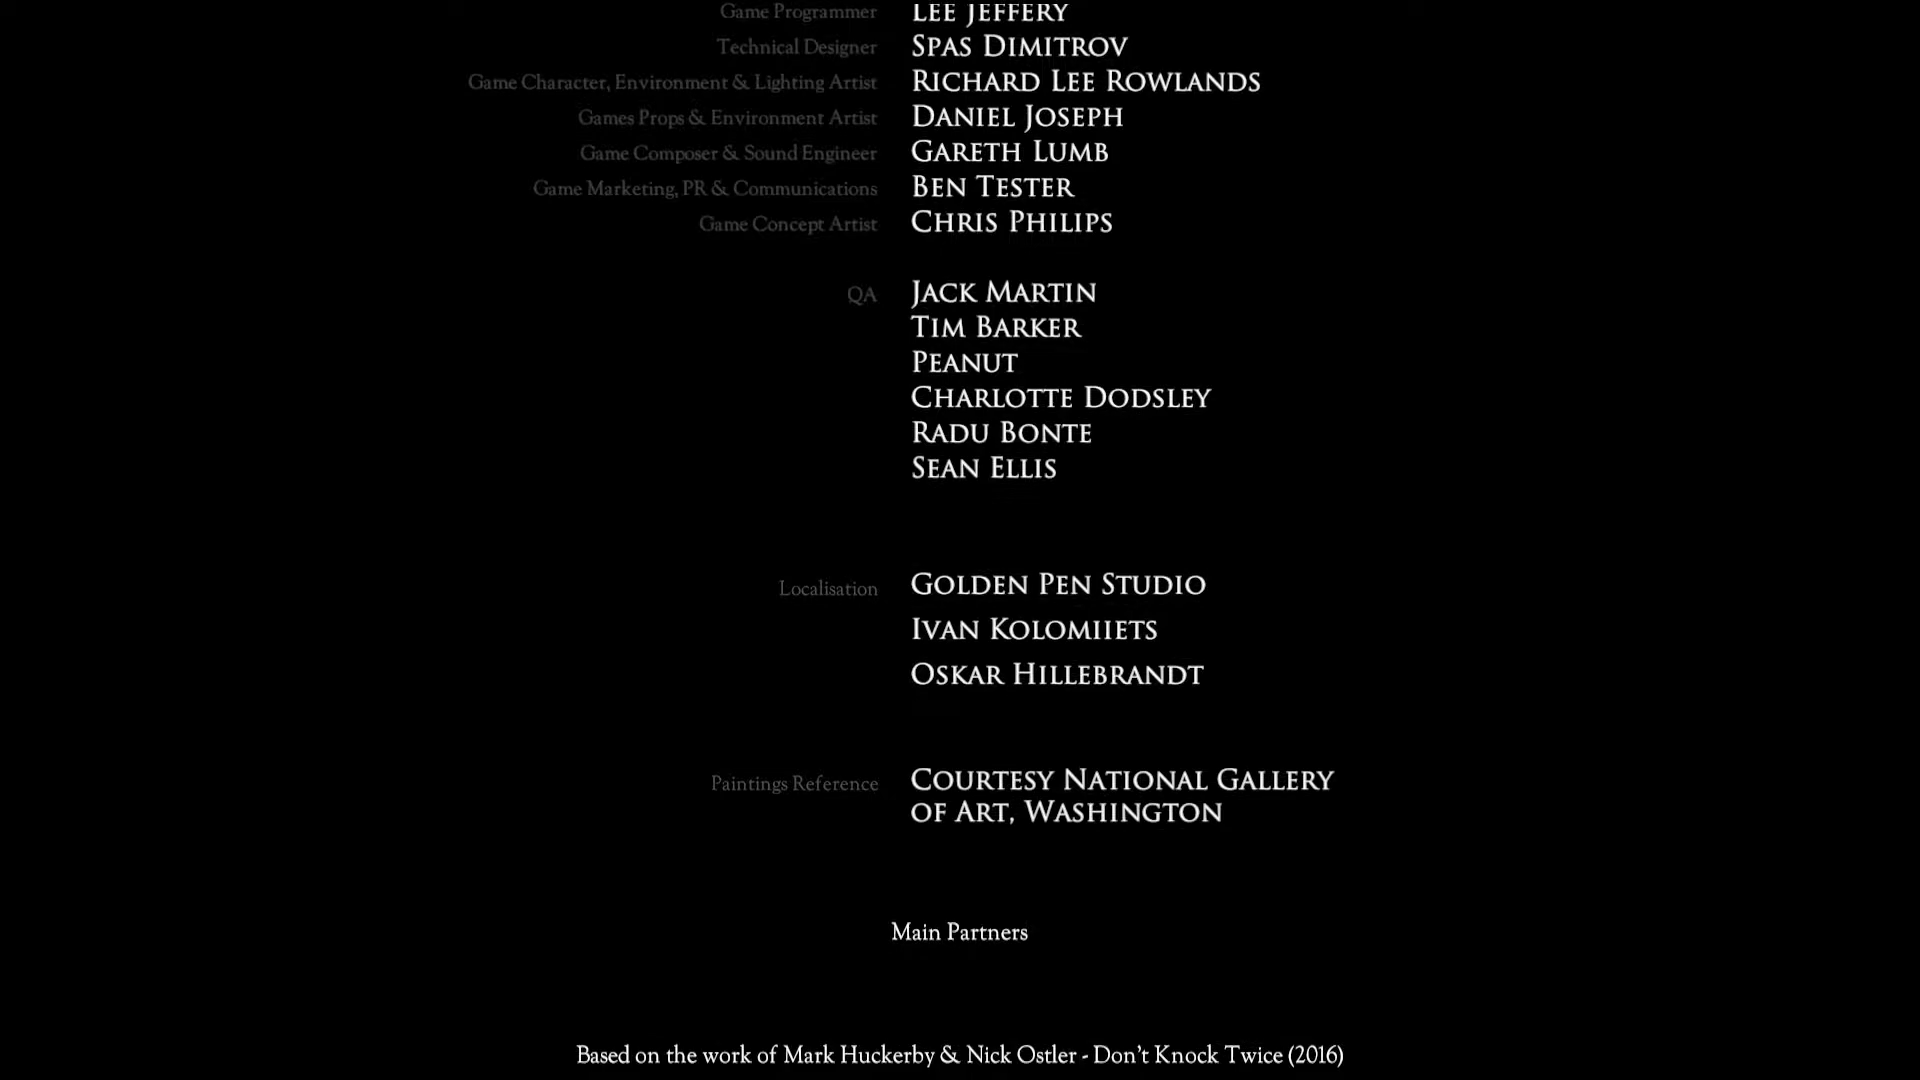 Game Programmer LEE JEFFERY
Technical Designer SPAS DIMITROV
Game Character, Environment & Lighting Artist RICHARD LEE ROWLANDS
Games Props & Environment Artist DANIEL JOSEPH
Game Composer & Sound Engineer GARETH LUMB
Game Marketing, PR & Communications BEN TESTER
Game Concept Artist CHRIS PHILIPS
QA JACK MARTIN
TIM BARKER
PEANUT
CHARLOTTE DODSLEY
RADU BONTE
SEAN ELLIS
Localisation GOLDEN PEN STUDIO
IVAN KOLOMIIETS
OSKAR HILLEBRANDT
Paintings Reference COURTESY NATIONAL GALLERY
OF ART, WASHINGTON
Main Partners
Based on the work of Mark Huckerby & Nick Ostler - Don't Knock Twice (2016)